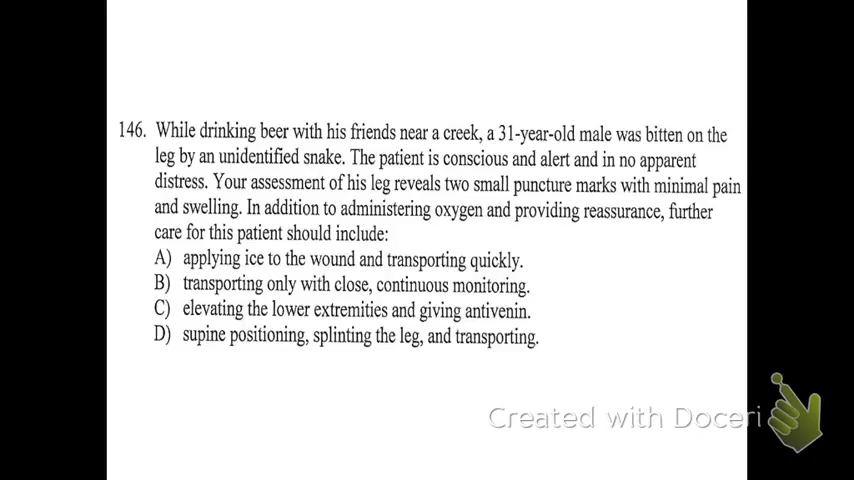 146. While drinking beer with his friends near a creek, a 31-year-old male was bitten on the
leg by an unidentified snake. The patient is conscious and alert and in no apparent
distress. Your assessment of his leg reveals two small puncture marks with minimal pain
and swelling. In addition to administering oxygen and providing reassurance, further
care for this patient should include:
A) applying ice to the wound and transporting quickly.
B) transporting only with close, continuous monitoring.
C) elevating the lower extremities and giving antivenin.
D) supine positioning, splinting the leg, and transporting.
Created with Doceri